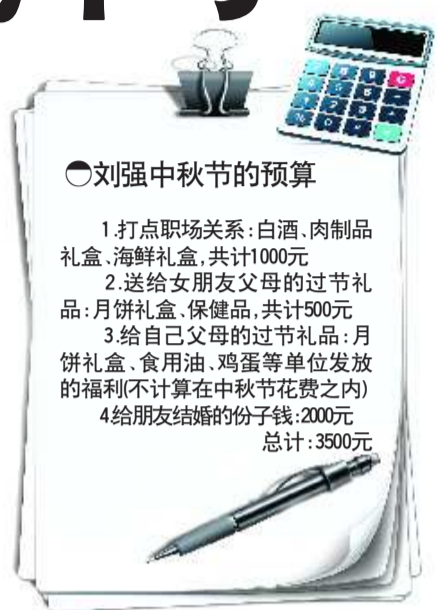 刘强中秋节的预算
1.打点职场关系:白酒、肉制品
礼盒、海鲜礼盒,共计1000元
2.送给女朋友父母的过节礼
品:月饼礼盒、保健品,共计500元
3.给自己父母的过节礼品:月
饼礼盒、食用油、鸡蛋等单位发放
的福利(不计算在中秋节花费之内)
4.给朋友结婚的份子钱:2000元
总计:3500元